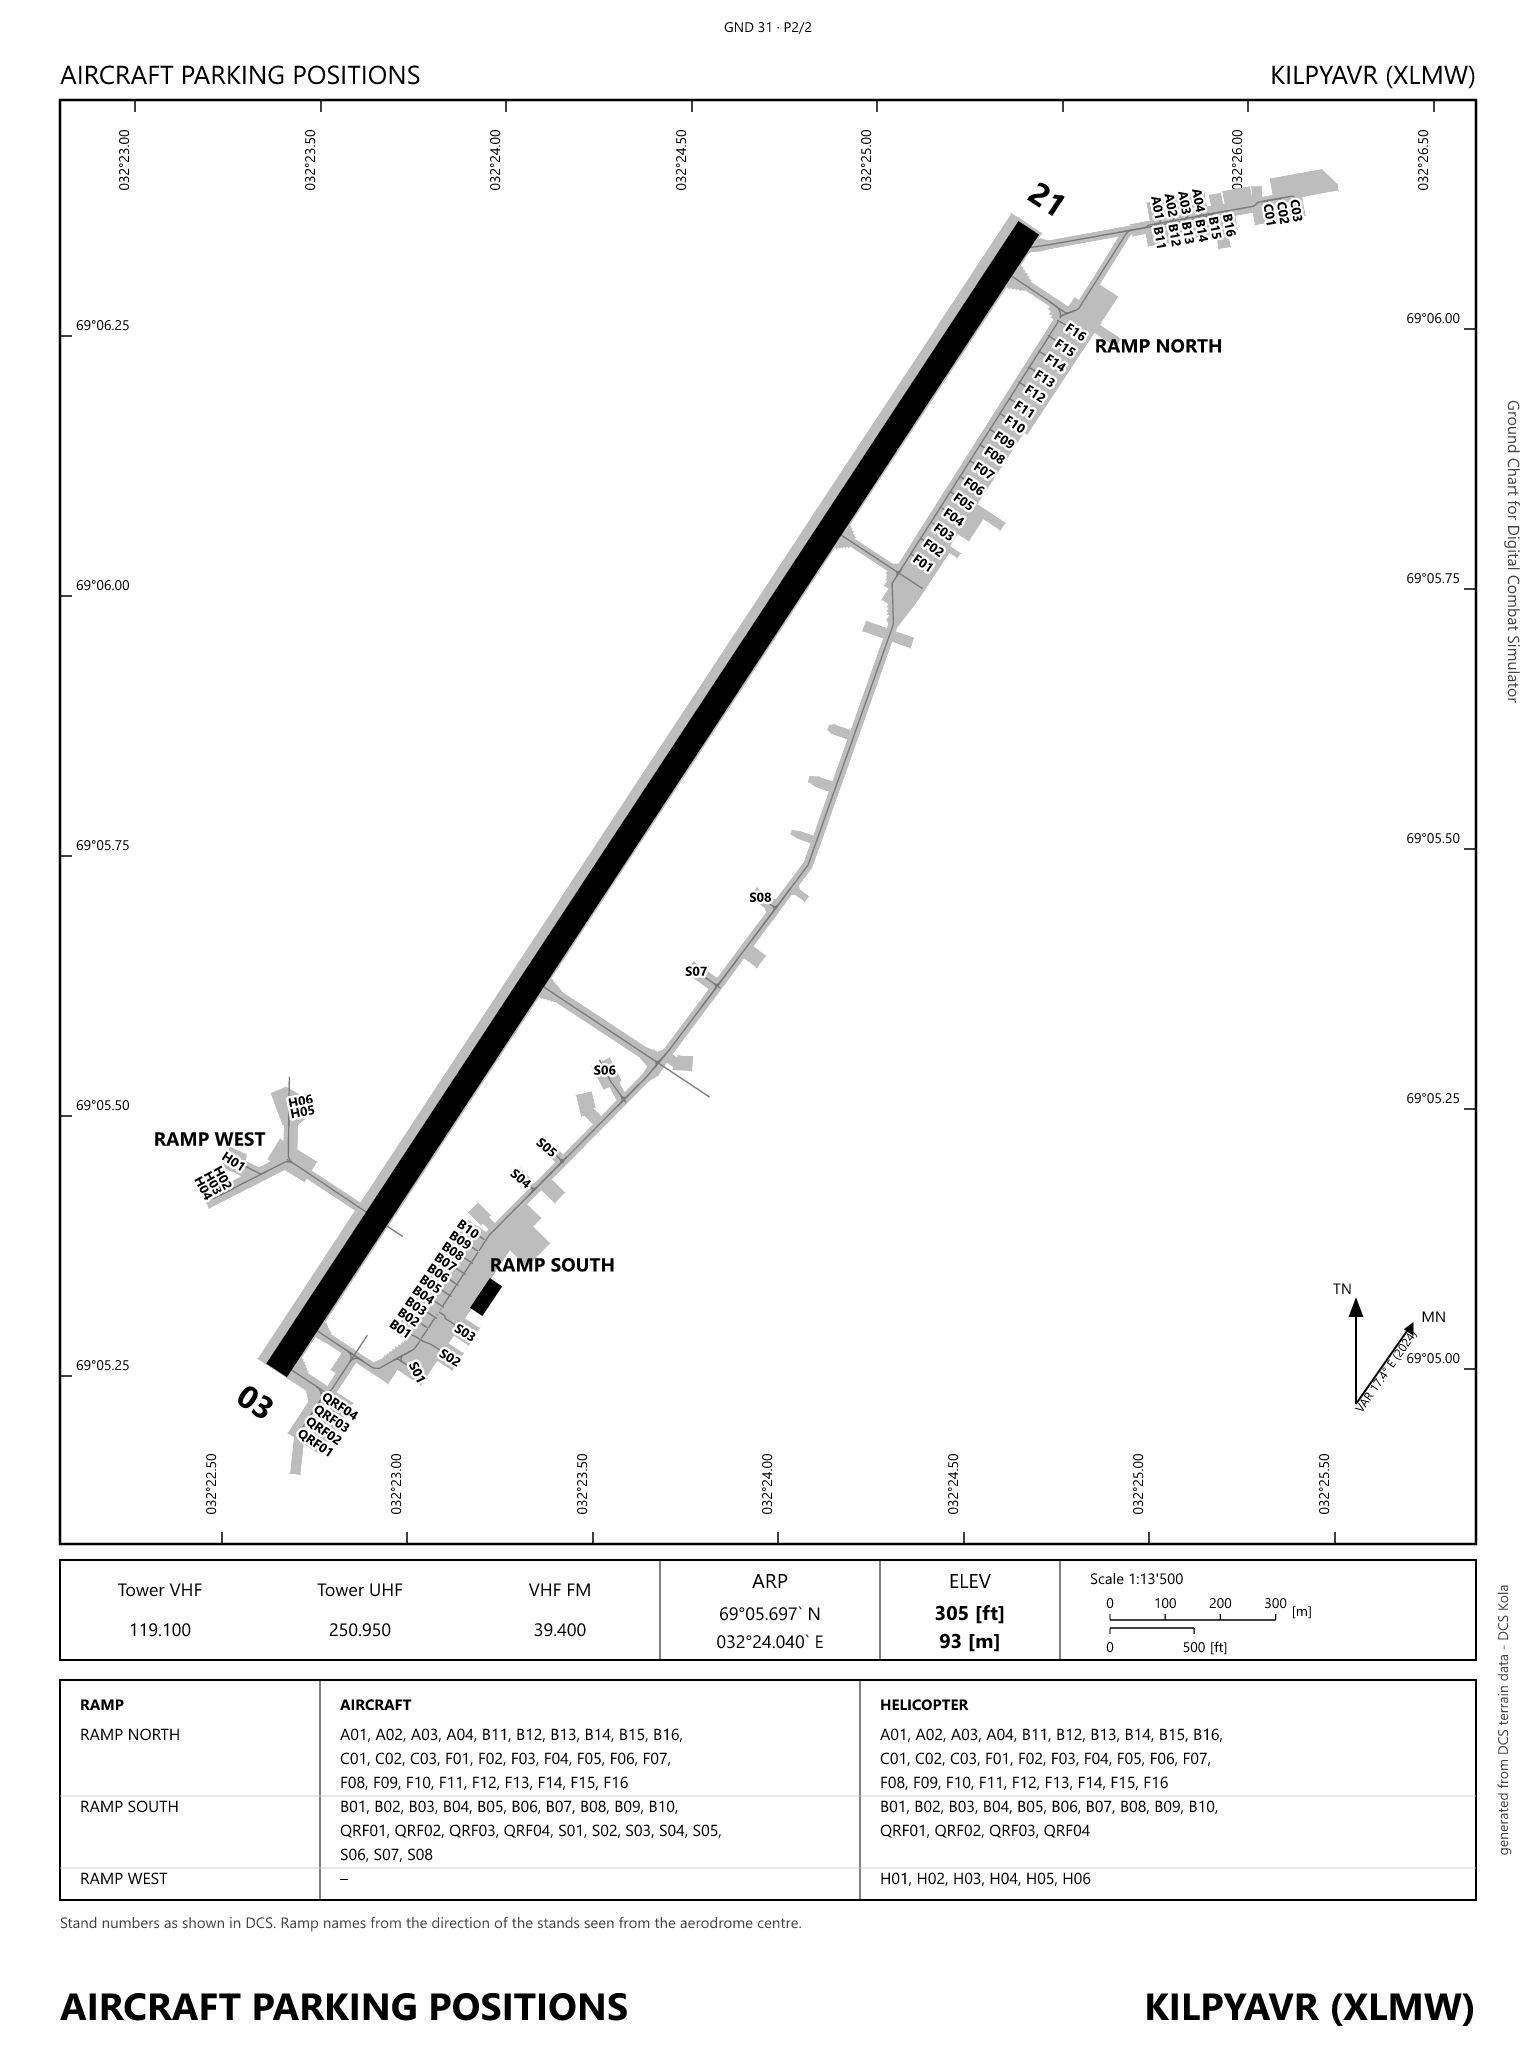 GND 31 · P2/2
AIRCRAFT PARKING POSITIONS
KILPYAVR (XLMW)
032°23.00
032°23.50
032°24.00
032°24.50
032°25.00
032°26.00
032°26.50
21
A01
A02
A03
A04
B11
B12
B13
B14
B15
B16
C01
C02
C03
69°06.25
69°06.00
F16
RAMP NORTH
F15
F14
F13
F12
F11
F10
F09
F08
F07
F06
F05
F04
F03
F02
F01
69°06.00
69°05.75
69°05.75
69°05.50
S08
S07
S06
69°05.50
69°05.25
H06
H05
RAMP WEST
H01
H02
H03
H04
S05
S04
B10
B09
B08
B07
B06
B05
B04
B03
B02
B01
RAMP SOUTH
S03
S02
S01
TN
MN
VAR 17.4° E (2024)
69°05.25
69°05.00
03
QRF04
QRF03
QRF02
QRF01
032°22.50
032°23.00
032°23.50
032°24.00
032°24.50
032°25.00
032°25.50
Ground Chart for Digital Combat Simulator
Tower VHF
119.100
Tower UHF
250.950
VHF FM
39.400
ARP
69°05.697` N
032°24.040` E
ELEV
305 [ft]
93 [m]
Scale 1:13'500
0 100 200 300 [m]
0 500 [ft]
generated from DCS terrain data - DCS Kola
RAMP AIRCRAFT HELICOPTER
RAMP NORTH
A01, A02, A03, A04, B11, B12, B13, B14, B15, B16,
C01, C02, C03, F01, F02, F03, F04, F05, F06, F07,
F08, F09, F10, F11, F12, F13, F14, F15, F16
A01, A02, A03, A04, B11, B12, B13, B14, B15, B16,
C01, C02, C03, F01, F02, F03, F04, F05, F06, F07,
F08, F09, F10, F11, F12, F13, F14, F15, F16
RAMP SOUTH
B01, B02, B03, B04, B05, B06, B07, B08, B09, B10,
QRF01, QRF02, QRF03, QRF04, S01, S02, S03, S04, S05,
S06, S07, S08
B01, B02, B03, B04, B05, B06, B07, B08, B09, B10,
QRF01, QRF02, QRF03, QRF04
RAMP WEST
–
H01, H02, H03, H04, H05, H06
Stand numbers as shown in DCS. Ramp names from the direction of the stands seen from the aerodrome centre.
AIRCRAFT PARKING POSITIONS
KILPYAVR (XLMW)